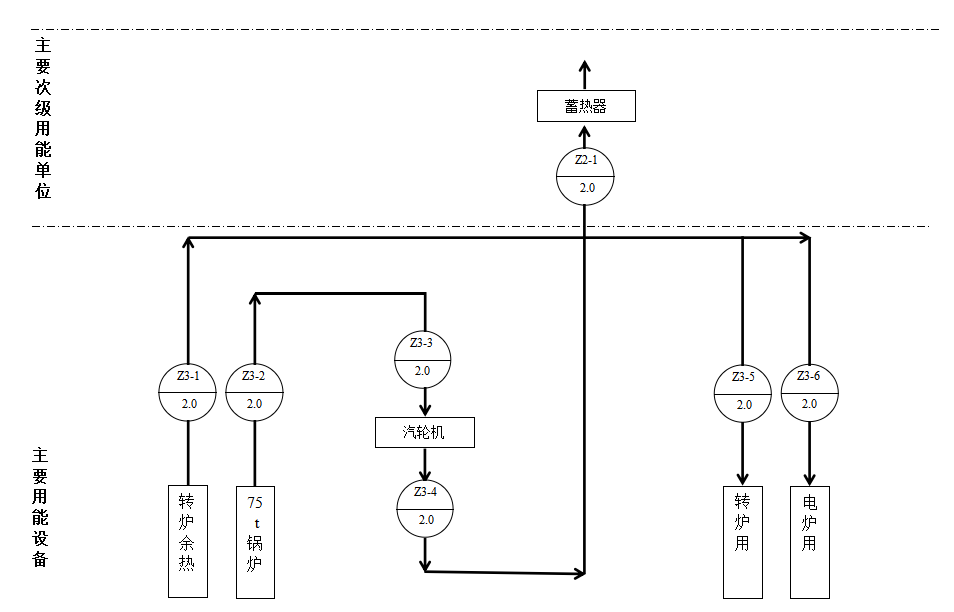 主要次级用能单位
蓄热器
Z2-1
2.0
Z3-3
2.0
Z3-1
2.0
Z3-2
2.0
Z3-5
2.0
Z3-6
2.0
汽轮机
主要用能设备
Z3-4
2.0
转炉余热
75t锅炉
转炉用
电炉用